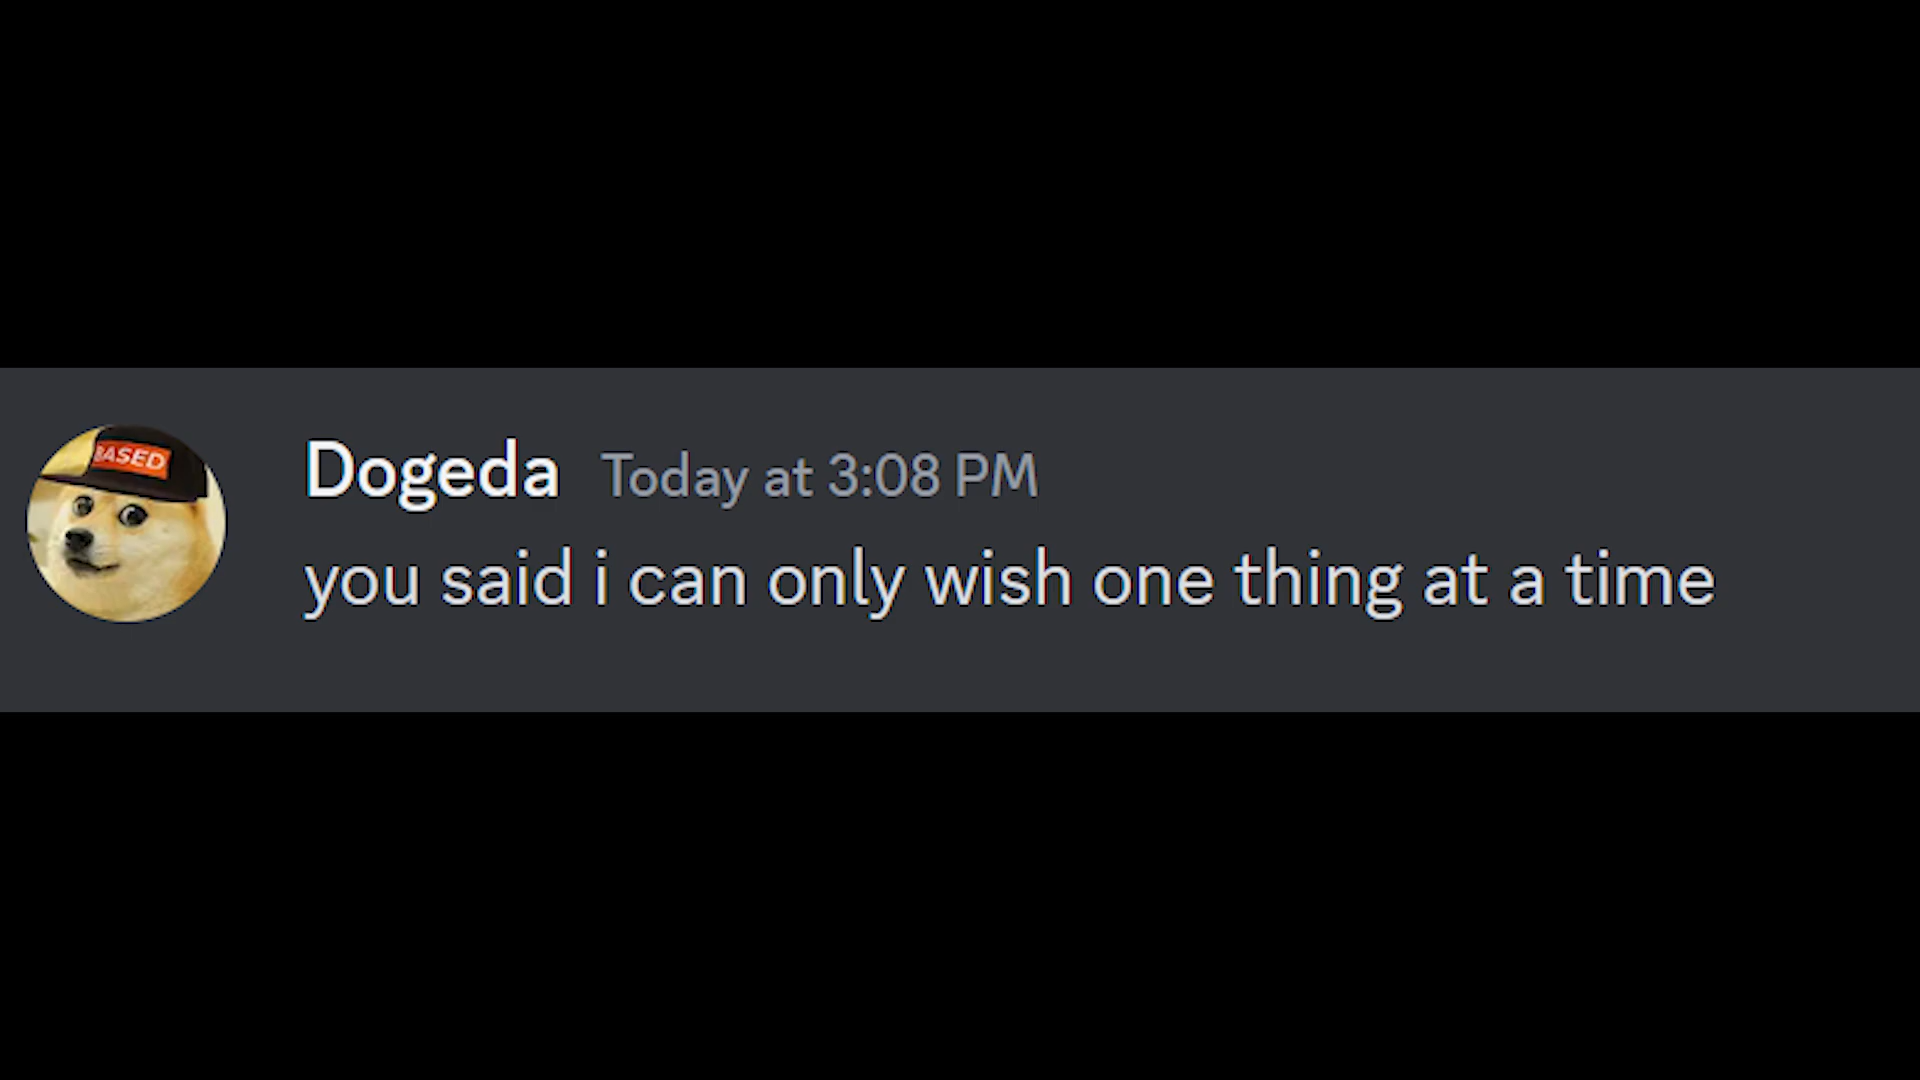 BASED
Dogeda Today at 3:08 PM
you said i can only wish one thing at a time